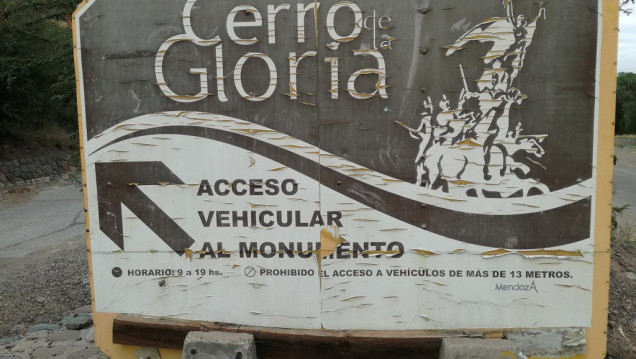 Cerro de la
Gloria
ACCESO
VEHICULAR
AL MONUMENTO
HORARIO: 9 a 19 hs.
PROHIBIDO EL ACCESO A VEHÍCULOS DE MÁS DE 13 METROS.
MendozA